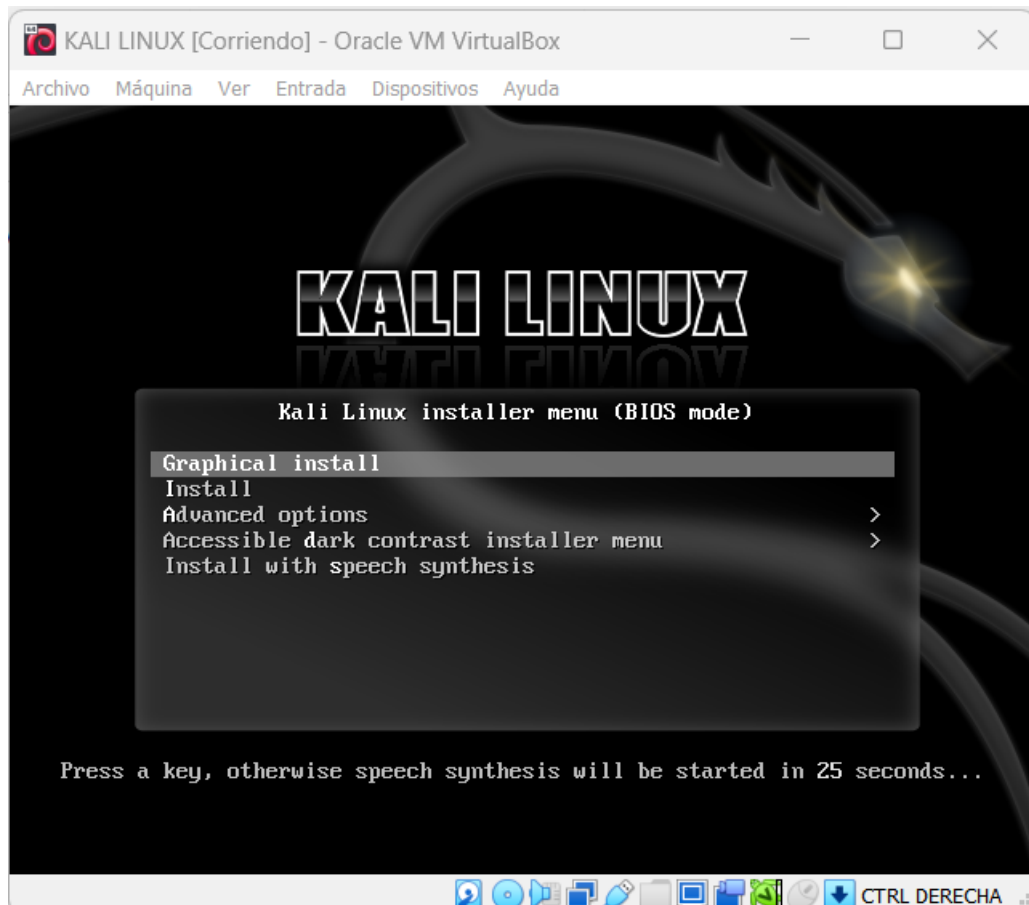 KALI LINUX [Corriendo] - Oracle VM VirtualBox
Archivo Máquina Ver Entrada Dispositivos Ayuda
KALI LINUX
Kali Linux installer menu (BIOS mode)
Graphical install
Install
Advanced options >
Accessible dark contrast installer menu >
Install with speech synthesis
Press a key, otherwise speech synthesis will be started in 25 seconds...
CTRL DERECHA